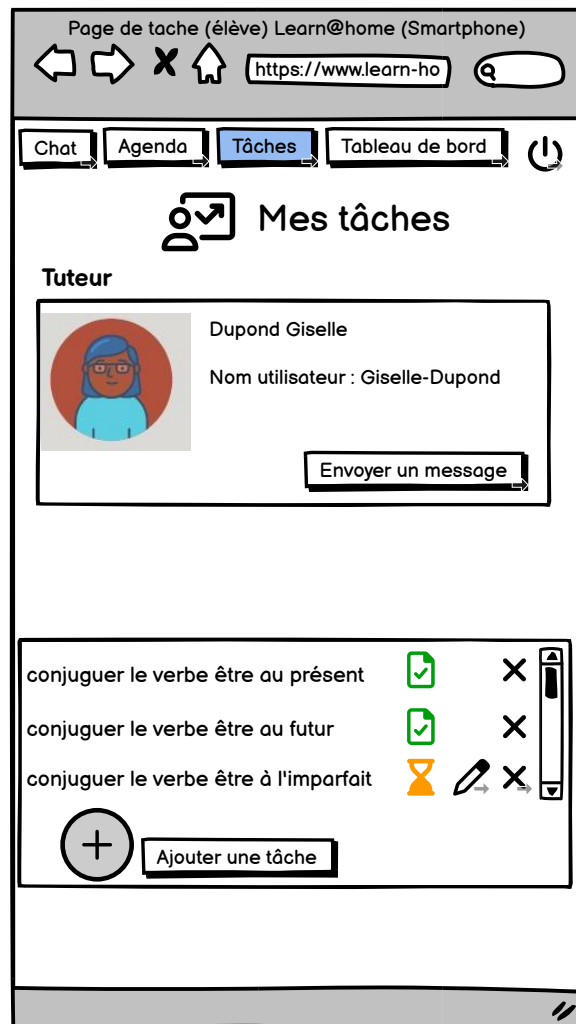 Page de tache (élève) Learn@home (Smartphone)
https://www.learn-ho
Chat
Agenda
Tâches
Tableau de bord
Mes tâches
Tuteur
Dupond Giselle
Nom utilisateur : Giselle-Dupond
Envoyer un message
conjuguer le verbe être au présent
conjuguer le verbe être au futur
conjuguer le verbe être à l'imparfait
Ajouter une tâche